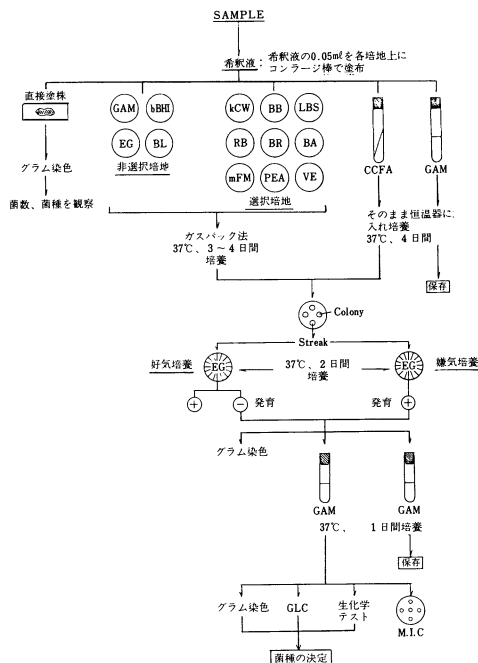 SAMPLE
希釈液： 希釈液の0.05mlを各培地上に
コンラージ棒で塗布
直接塗株
GAM bBHI
EG BL
非選択培地
kCW BB LBS
RB BR BA
mFM PEA VE
選択培地
CCFA
GAM
グラム染色
菌数、菌種を観察
ガスパック法
37℃、3～4日間
培養
そのまま恒温器に
入れ培養
37℃、4日間
保存
Colony
Streak
好気培養
EG
37℃、2日間
培養
EG
嫌気培養
+ − 発育
発育 +
グラム染色
GAM
GAM
37℃、 1日間培養
保存
グラム染色
GLC
生化学
テスト
M.I.C
菌種の決定